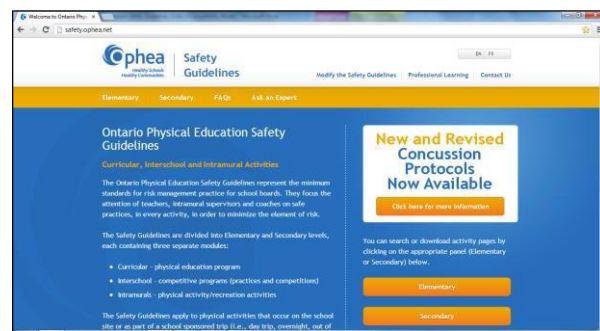 Welcome to Ontario Phys
safety.ophea.net
Ophea
Healthy Schools
Healthy Communities
Safety
Guidelines
EN FR
Modify the Safety Guidelines Professional Learning Contact Us
Elementary Secondary FAQs Ask an Expert
Ontario Physical Education Safety
Guidelines
Curricular, Interschool and Intramural Activities
The Ontario Physical Education Safety Guidelines represent the minimum
standards for risk management practice for school boards. They focus the
attention of teachers, intramural supervisors and coaches on safe
practices, in every activity, in order to minimize the element of risk.
The Safety Guidelines are divided into Elementary and Secondary levels,
each containing three separate modules:
• Curricular - physical education program
• Interschool - competitive programs (practices and competitions)
• Intramurals - physical activity/recreation activities
The Safety Guidelines apply to physical activities that occur on the school
site or as part of a school sponsored trip (i.e., day trip, overnight, out of
New and Revised
Concussion
Protocols
Now Available
Click here for more information
You can search or download activity pages by
clicking on the appropriate panel (Elementary
or Secondary) below.
Elementary
Secondary